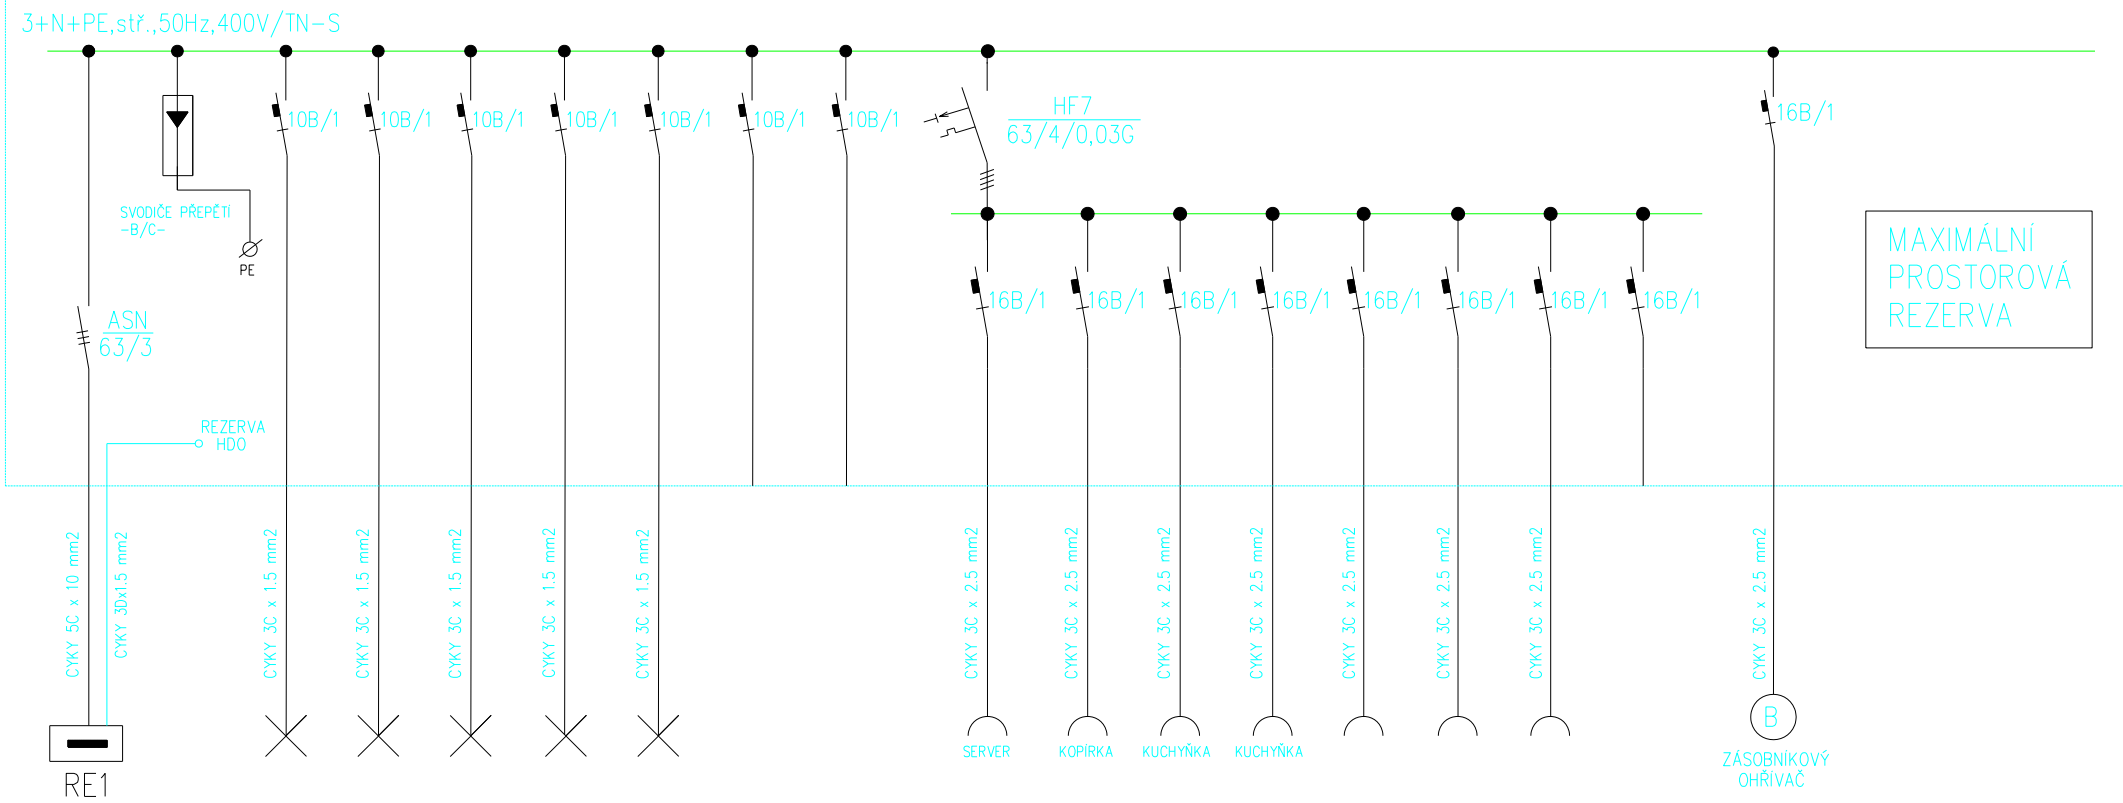 3+N+PE,stř.,50Hz,400V/TN-S
10B/1
10B/1
10B/1
10B/1
10B/1
10B/1
10B/1
HF7
63/4/0,03G
16B/1
SVODIČE PŘEPĚTÍ
-B/C-
PE
ASN
63/3
16B/1
16B/1
16B/1
16B/1
16B/1
16B/1
16B/1
16B/1
MAXIMÁLNÍ
PROSTOROVÁ
REZERVA
REZERVA
HDO
CYKY 5C x 10 mm2
CYKY 3Dx1.5 mm2
CYKY 3C x 1.5 mm2
CYKY 3C x 1.5 mm2
CYKY 3C x 1.5 mm2
CYKY 3C x 1.5 mm2
CYKY 3C x 1.5 mm2
CYKY 3C x 2.5 mm2
CYKY 3C x 2.5 mm2
CYKY 3C x 2.5 mm2
CYKY 3C x 2.5 mm2
CYKY 3C x 2.5 mm2
CYKY 3C x 2.5 mm2
CYKY 3C x 2.5 mm2
CYKY 3C x 2.5 mm2
RE1
SERVER
KOPÍRKA
KUCHYŇKA
KUCHYŇKA
B
ZÁSOBNÍKOVÝ
OHŘÍVAČ